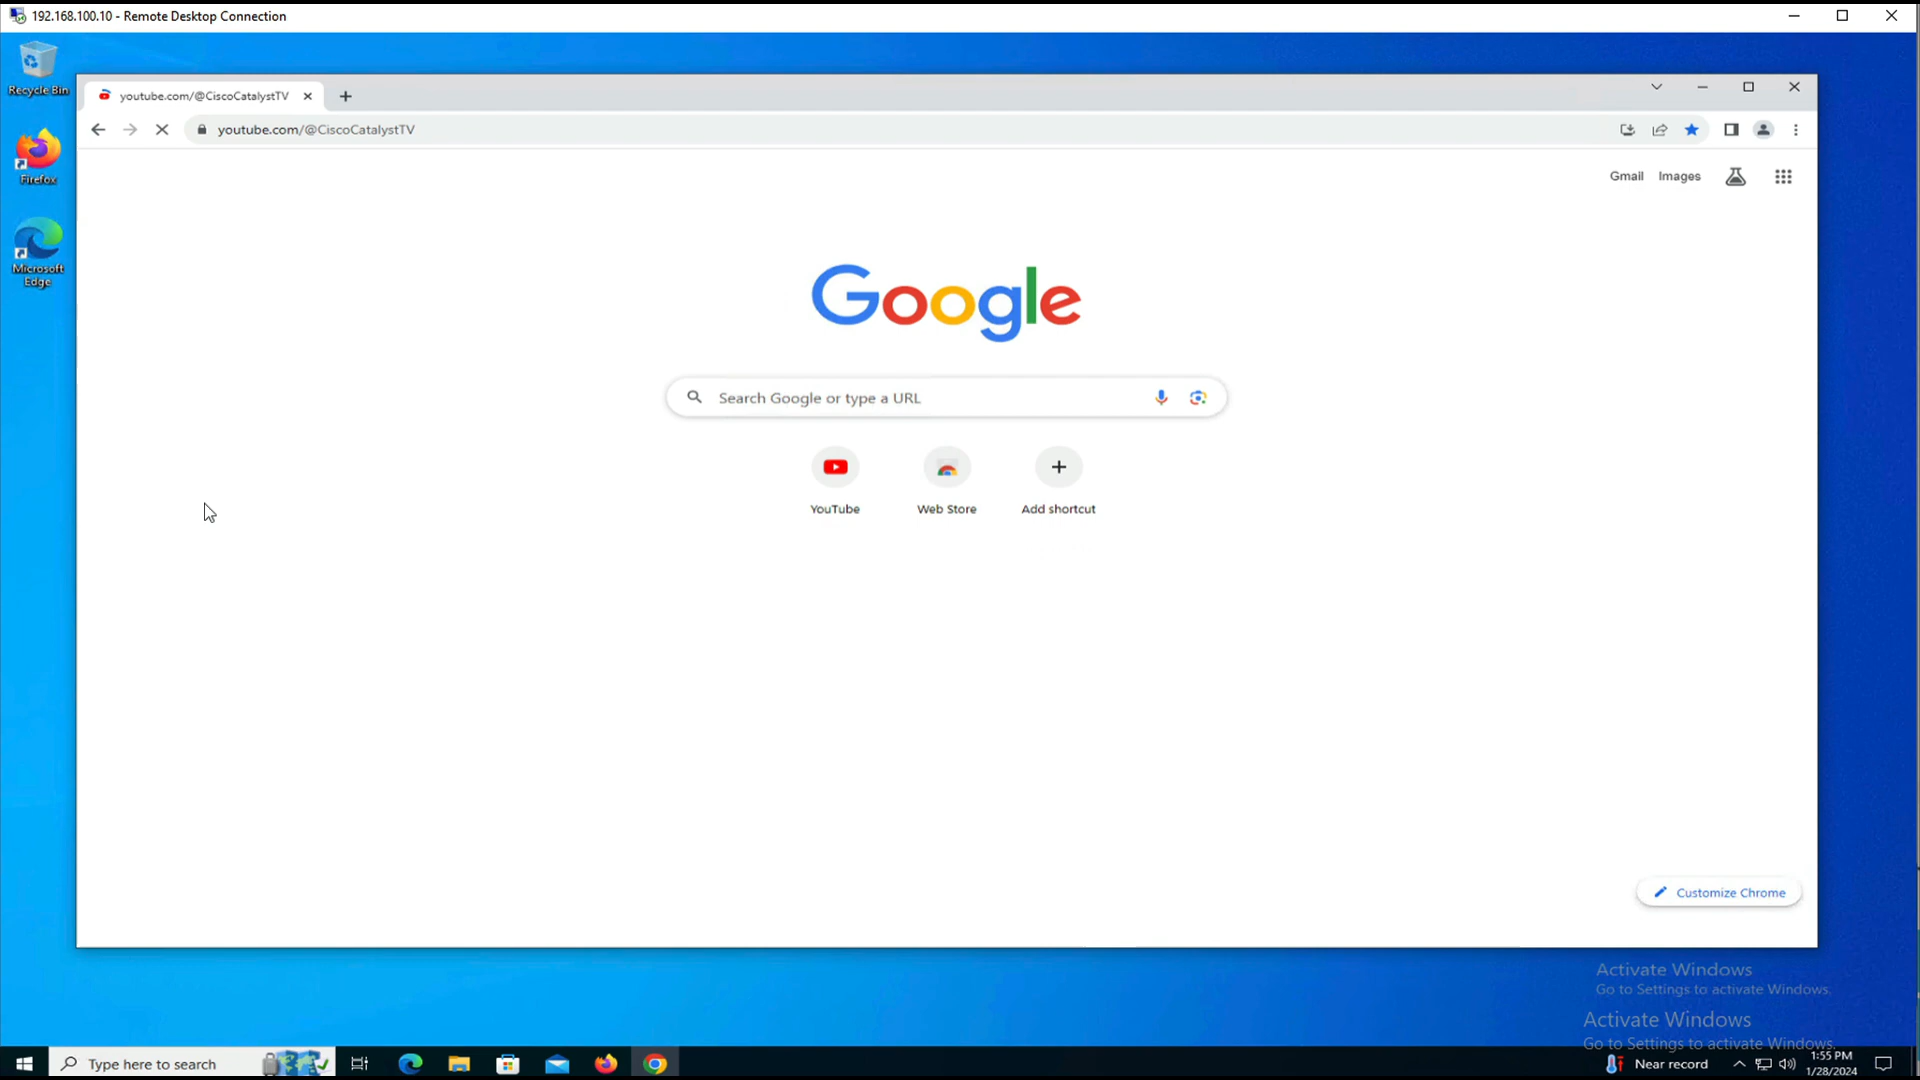 192.168.100.10 - Remote Desktop Connection
Recycle Bin
youtube.com/@CiscoCatalystTV
youtube.com/@CiscoCatalystTV
Firefox
Gmail Images
Microsoft
Edge
Google
Search Google or type a URL
YouTube Web Store Add shortcut
Customize Chrome
Activate Windows
Go to Settings to activate Windows.
Activate Windows
Go to Settings to activate Windows.
Type here to search
Near record
1:55 PM
1/28/2024